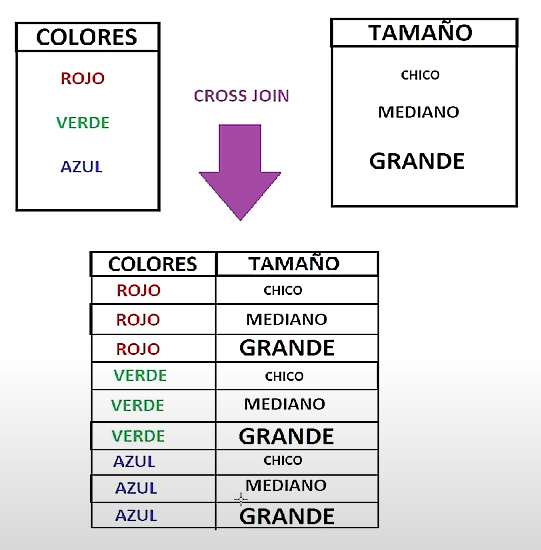 COLORES
ROJO
VERDE
AZUL
CROSS JOIN
TAMAÑO
CHICO
MEDIANO
GRANDE
COLORES TAMAÑO
ROJO CHICO
ROJO MEDIANO
ROJO GRANDE
VERDE CHICO
VERDE MEDIANO
VERDE GRANDE
AZUL CHICO
AZUL MEDIANO
AZUL GRANDE